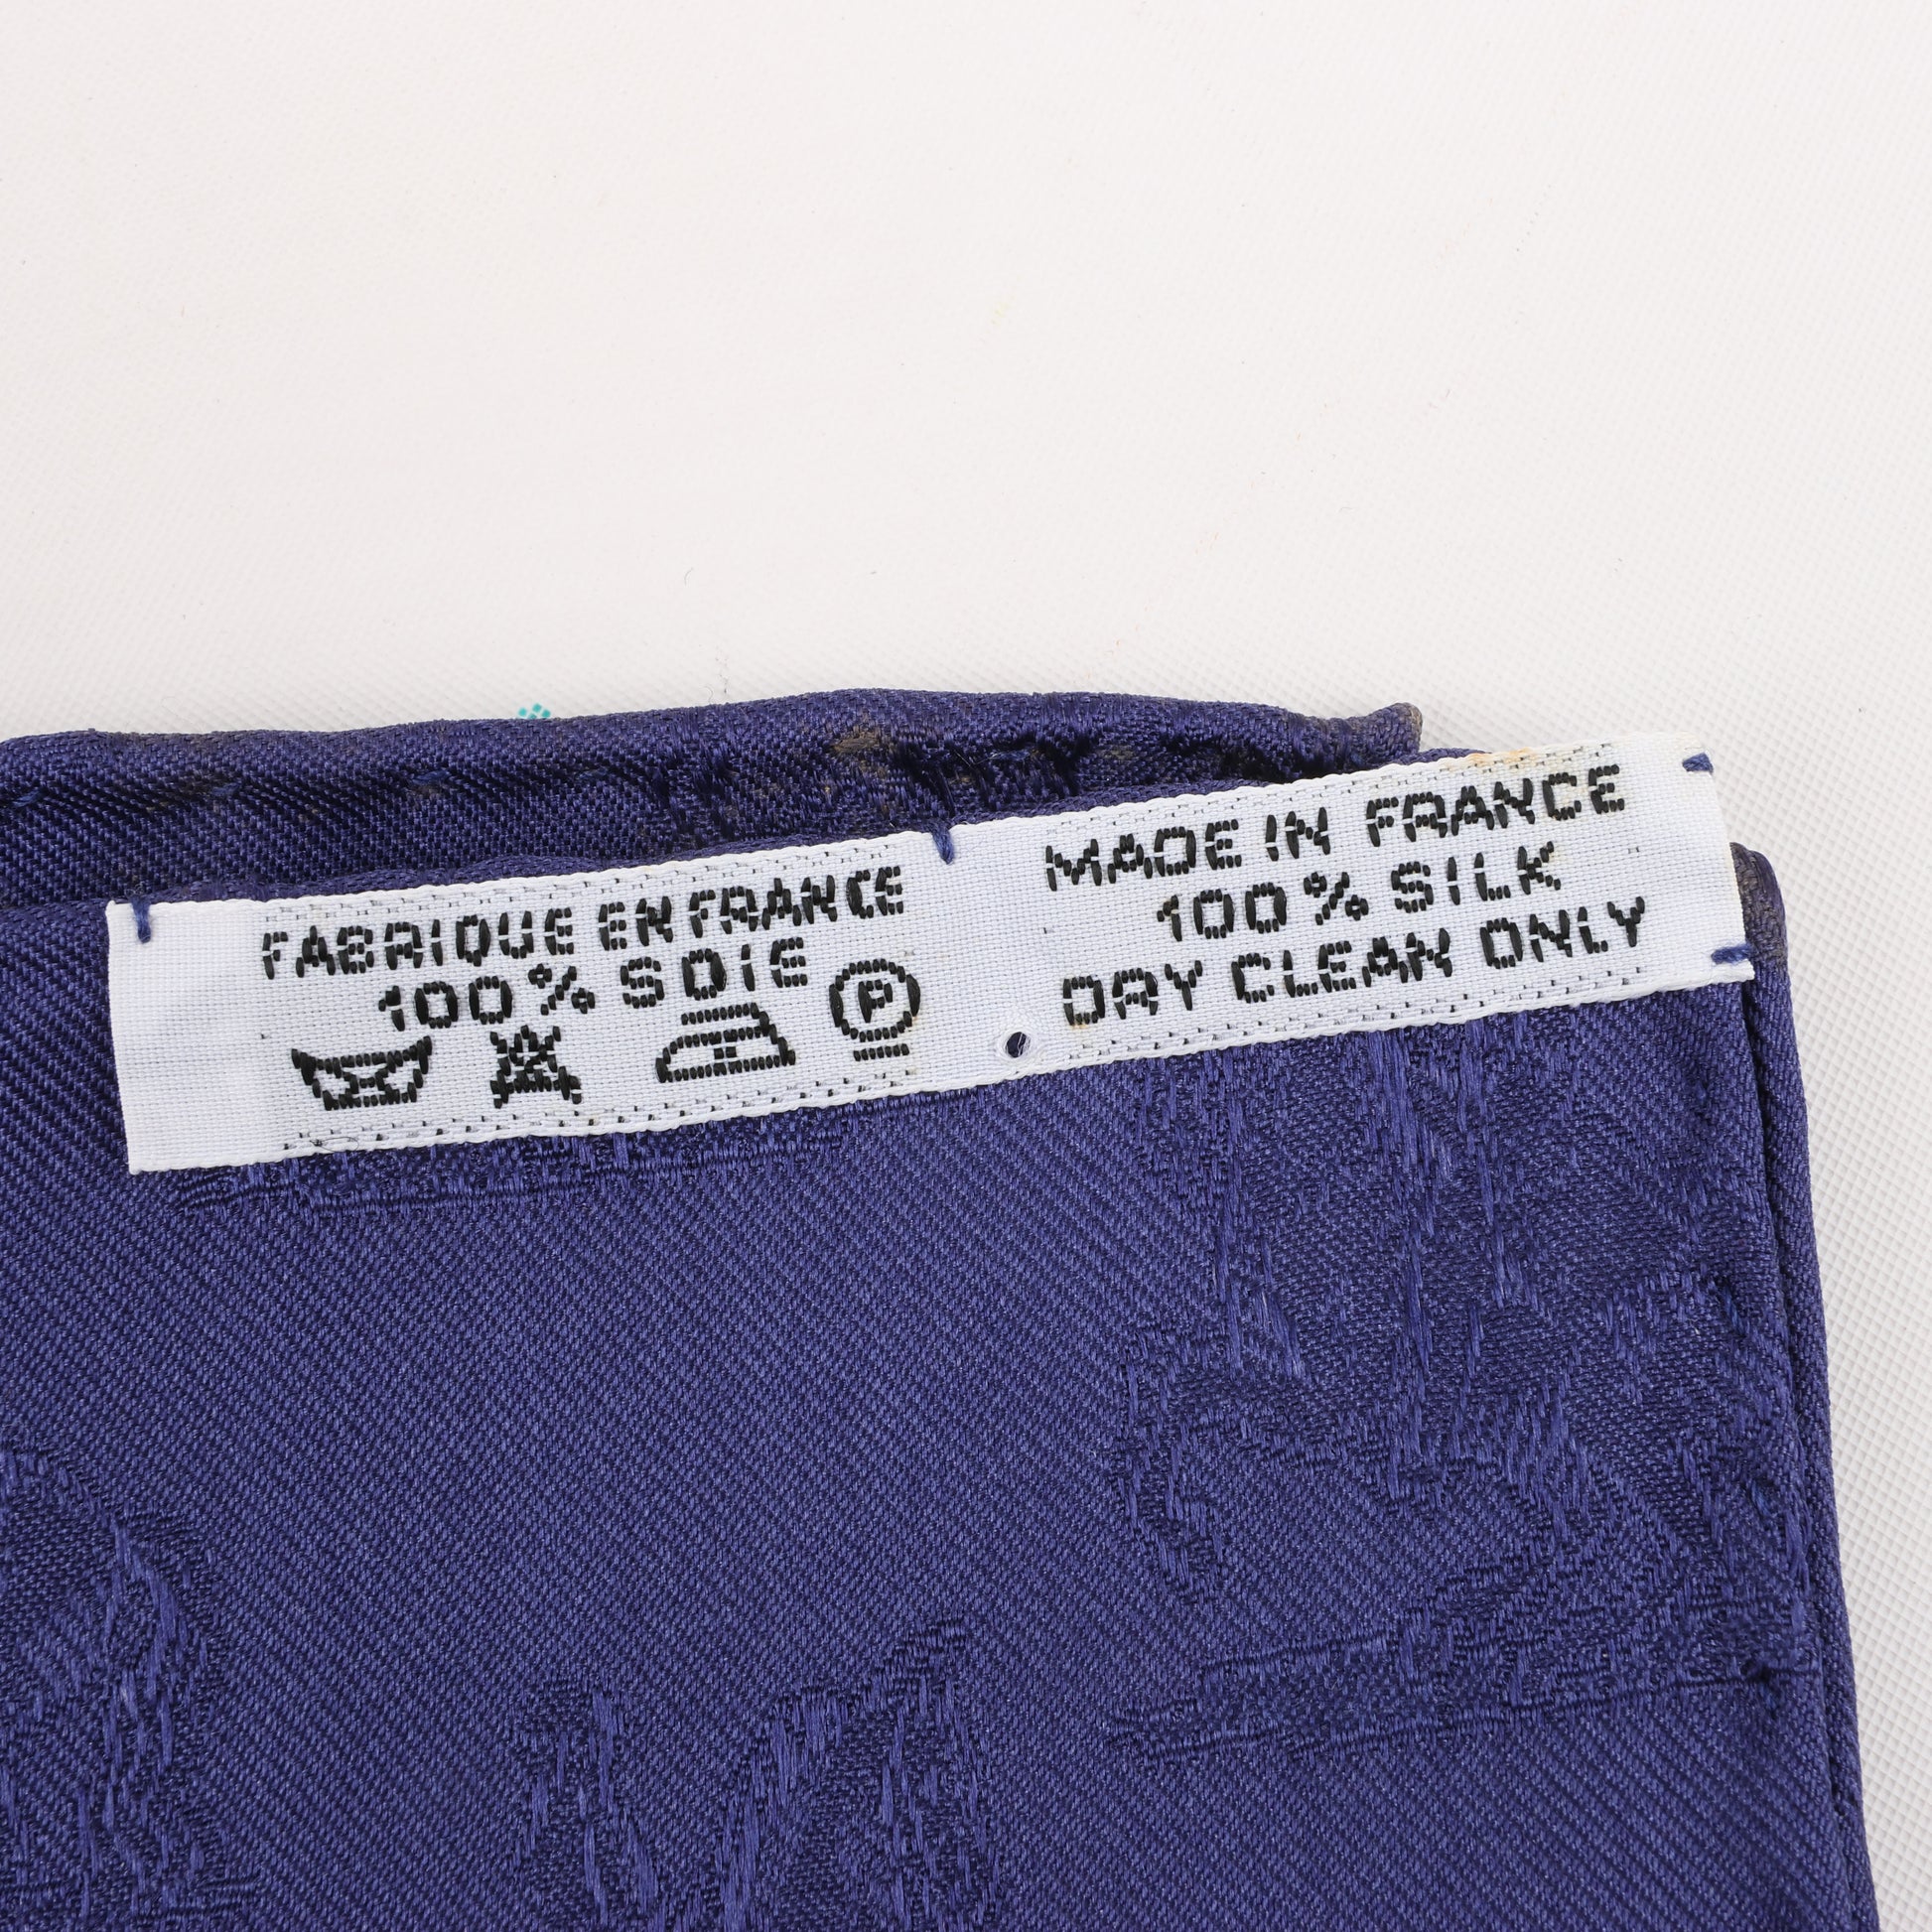 FABRIQUE EN FRANCE
100% SOIE
P
MADE IN FRANCE
100% SILK
DRY CLEAN ONLY